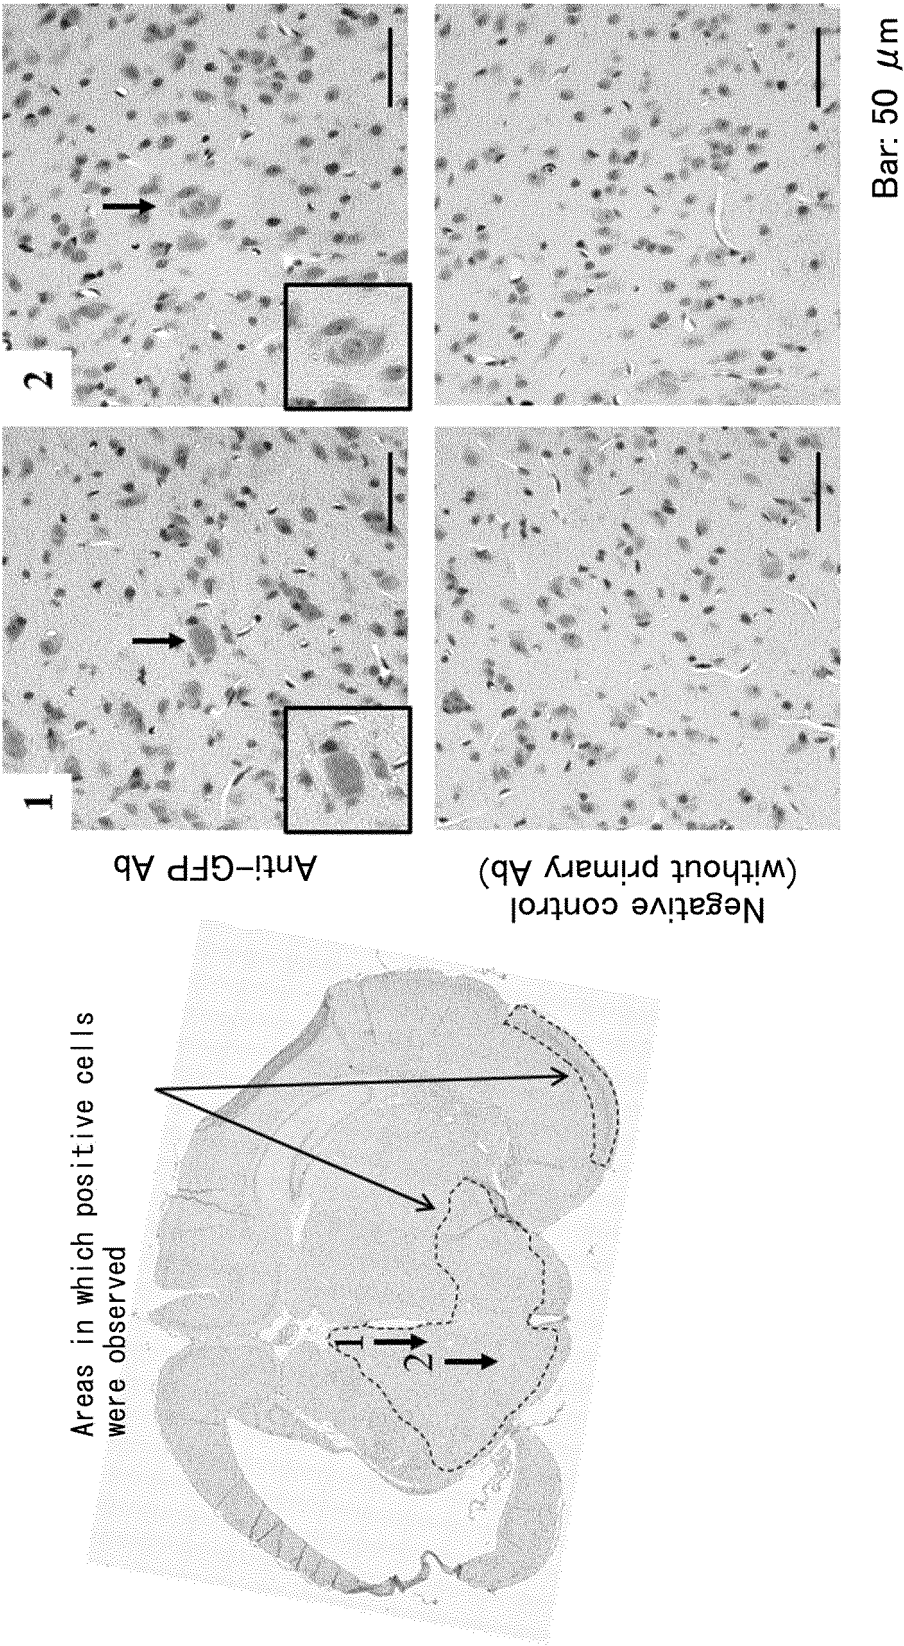 Areas in which positive cells
were observed
1
2
1
2
Anti-GFP Ab
Negative control
(without primary Ab)
Bar: 50 μm